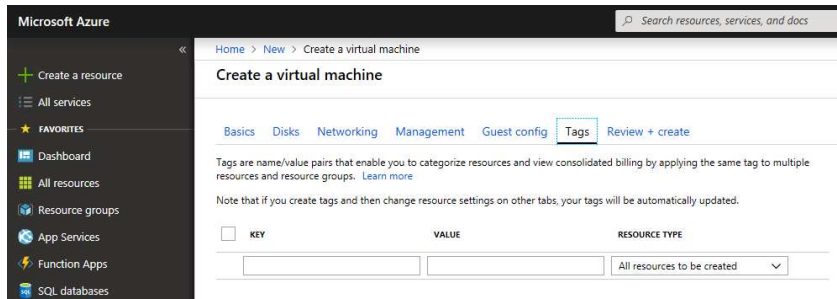 Microsoft Azure
Search resources, services, and docs
«
Create a resource
All services
FAVORITES
Dashboard
All resources
Resource groups
App Services
Function Apps
SQL databases
Home > New > Create a virtual machine
Create a virtual machine
Basics Disks Networking Management Guest config Tags Review + create
Tags are name/value pairs that enable you to categorize resources and view consolidated billing by applying the same tag to multiple
resources and resource groups. Learn more
Note that if you create tags and then change resource settings on other tabs, your tags will be automatically updated.
KEY VALUE RESOURCE TYPE
All resources to be created